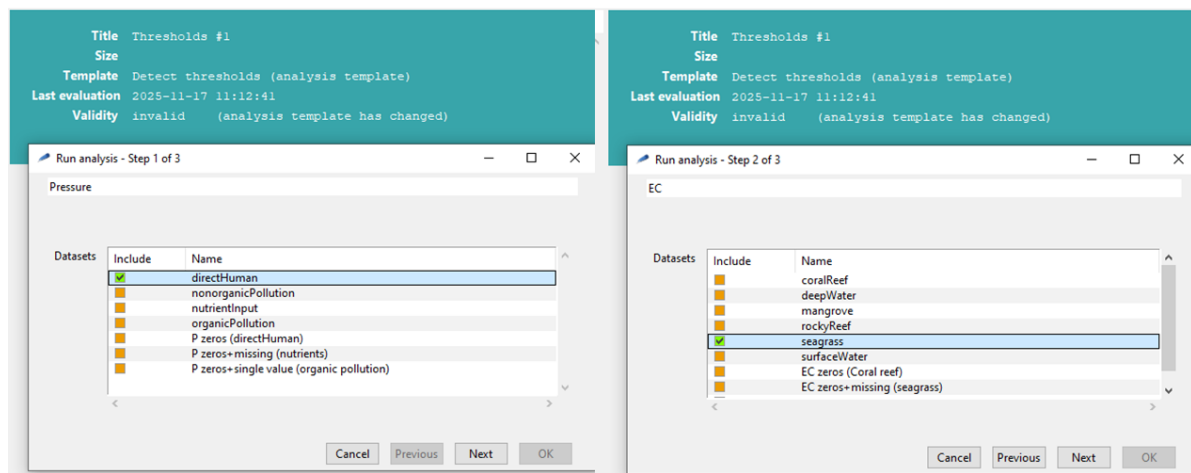 Title Thresholds #1
Size
Template Detect thresholds (analysis template)
Last evaluation 2025-11-17 11:12:41
Validity invalid (analysis template has changed)
Run analysis - Step 1 of 3
Pressure
Datasets
Include Name
directHuman
nonorganicPollution
nutrientInput
organicPollution
P zeros (directHuman)
P zeros+missing (nutrients)
P zeros+single value (organic pollution)
Cancel Previous Next OK
Title Thresholds #1
Size
Template Detect thresholds (analysis template)
Last evaluation 2025-11-17 11:12:41
Validity invalid (analysis template has changed)
Run analysis - Step 2 of 3
EC
Datasets
Include Name
coralReef
deepWater
mangrove
rockyReef
seagrass
surfaceWater
EC zeros (Coral reef)
EC zeros+missing (seagrass)
Cancel Previous Next OK